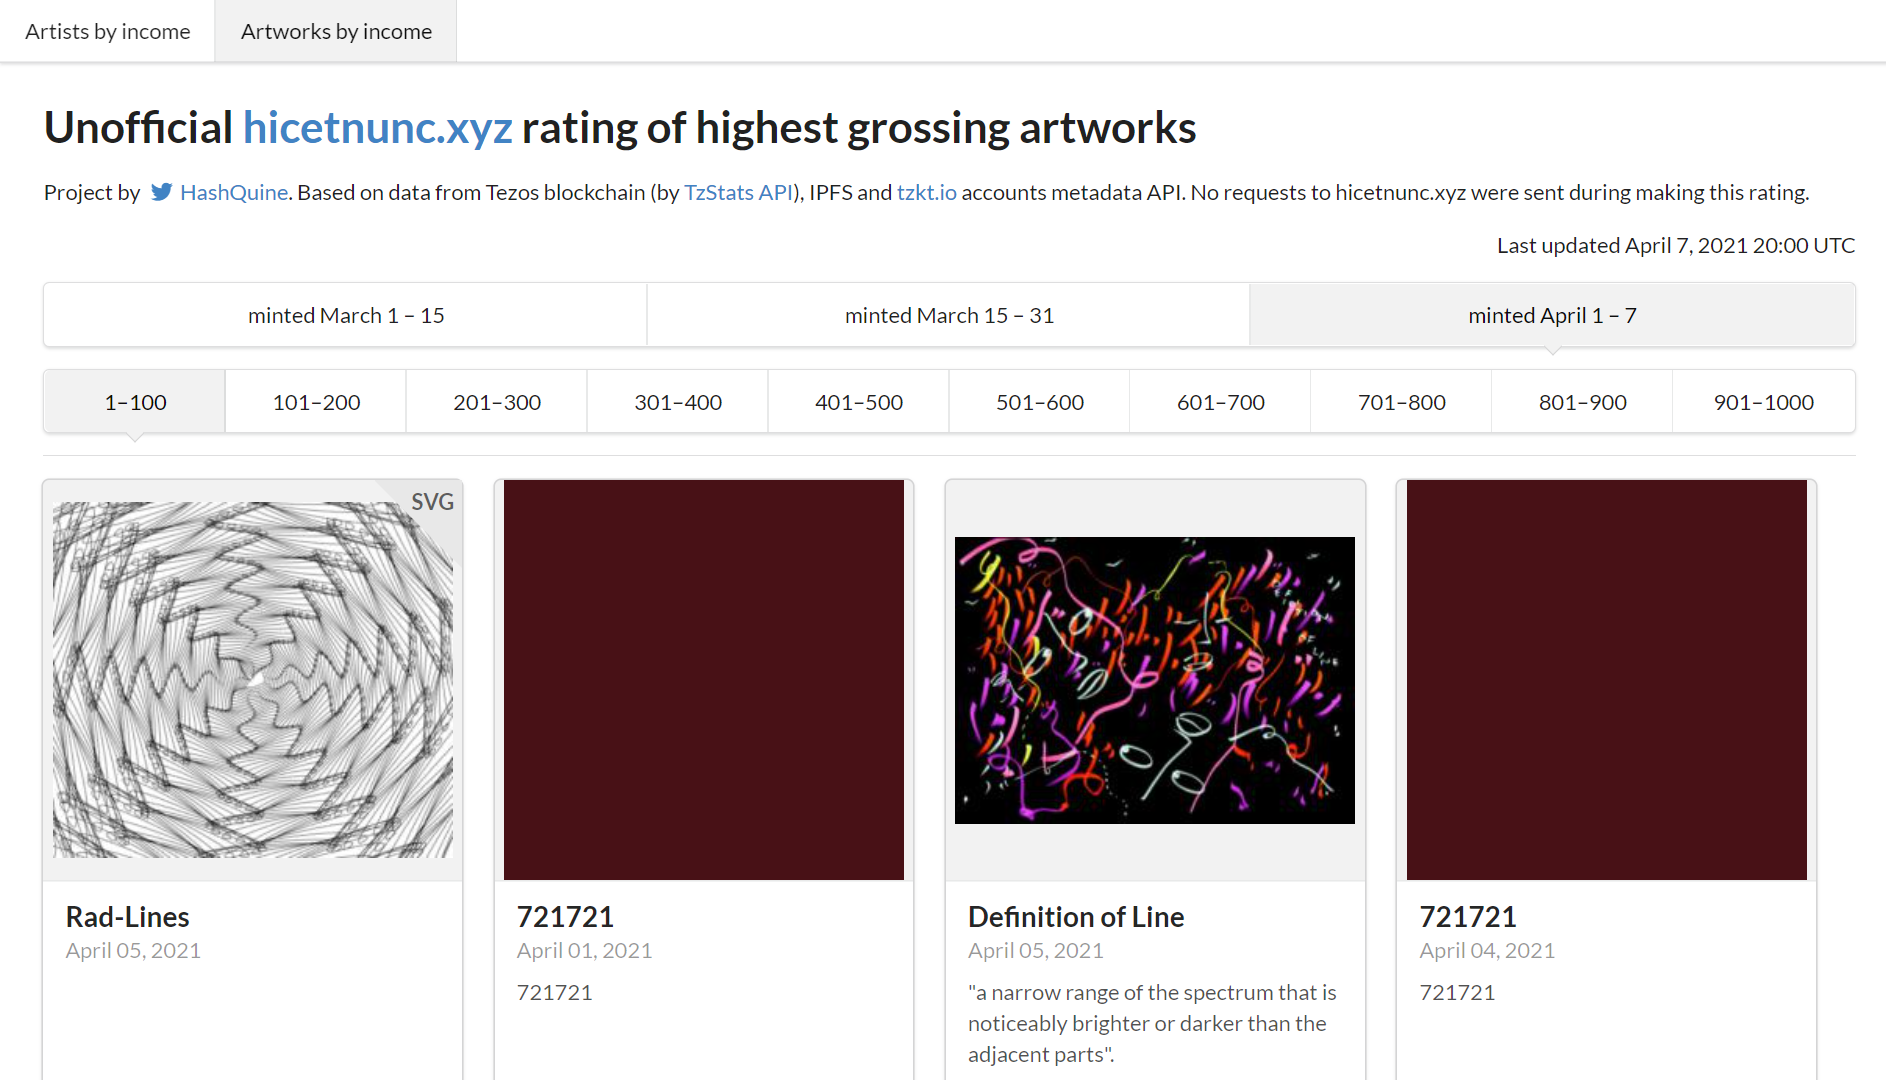 Artists by income
Artworks by income
Unofficial hicetnunc.xyz rating of highest grossing artworks
Project by HashQuine. Based on data from Tezos blockchain (by TzStats API), IPFS and tzkt.io accounts metadata API. No requests to hicetnunc.xyz were sent during making this rating.
Last updated April 7, 2021 20:00 UTC
minted March 1 – 15
minted March 15 – 31
minted April 1 – 7
1–100
101–200
201–300
301–400
401–500
501–600
601–700
701–800
801–900
901–1000
SVG
Rad-Lines
April 05, 2021
721721
April 01, 2021
721721
Definition of Line
April 05, 2021
"a narrow range of the spectrum that is
noticeably brighter or darker than the
adjacent parts".
721721
April 04, 2021
721721